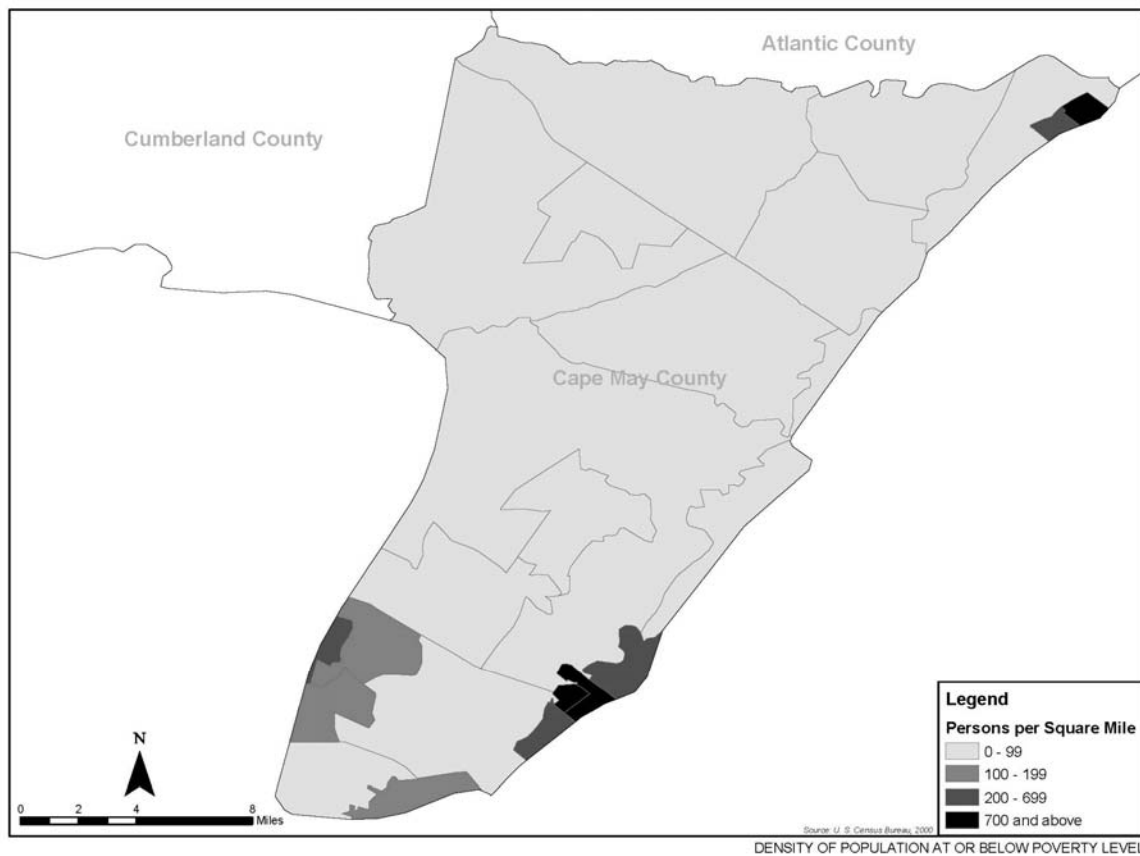 Atlantic County
Cumberland County
Cape May County
N
0 2 4 8
Miles
Legend
Persons per Square Mile
0 - 99
100 - 199
200 - 699
700 and above
Source: U. S. Census Bureau, 2000
DENSITY OF POPULATION AT OR BELOW POVERTY LEVEL